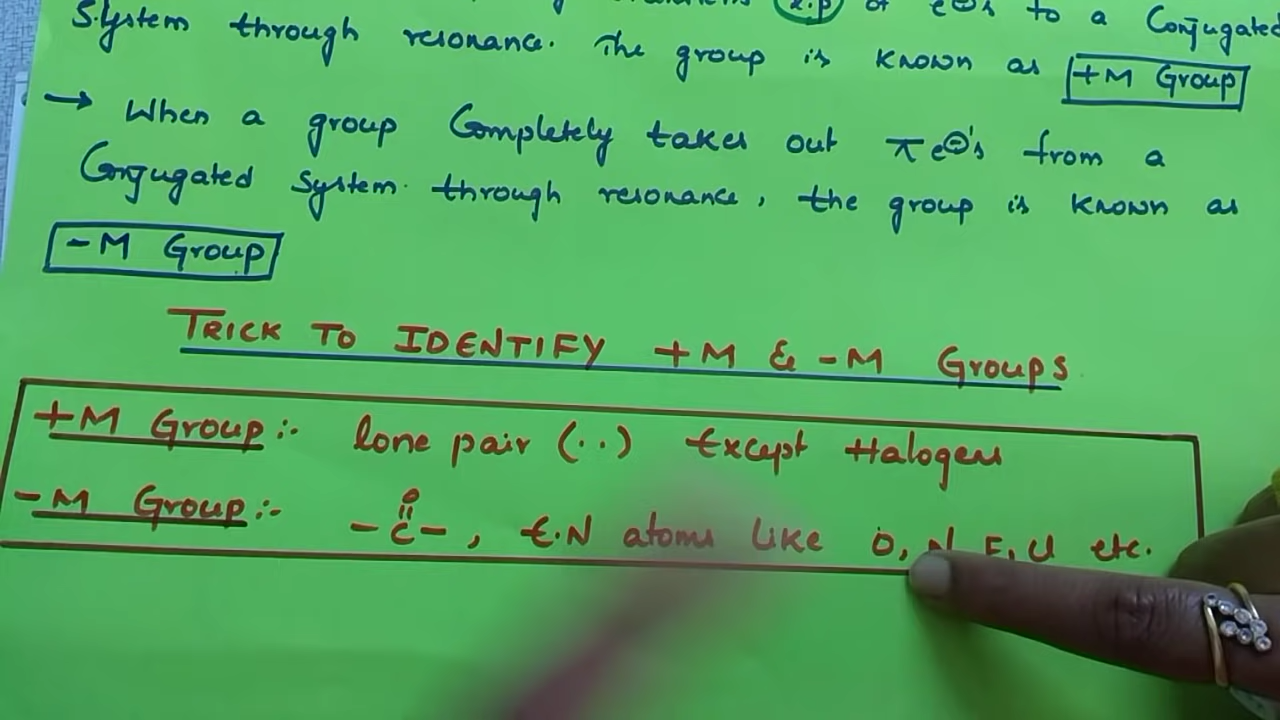 System through resonance. The group is known as +M Group
→ When a group Completely takes out π e⊖'s from a
Conjugated System through resonance, the group is known as
-M Group
TRICK TO IDENTIFY +M & -M Groups
+M Group:- lone pair (..) Except Halogens
-M Group:- -C- , E.N atoms like O, N, F, Cl etc.